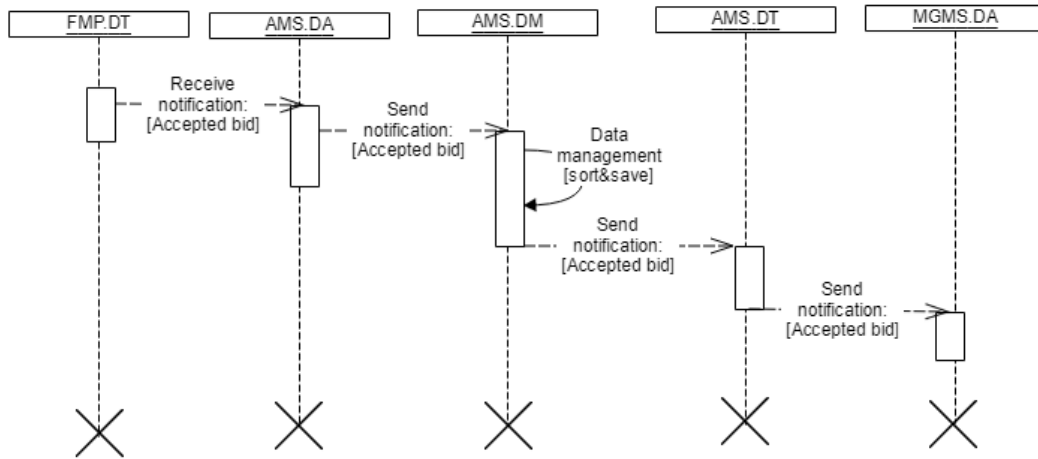 FMP.DT
AMS.DA
AMS.DM
AMS.DT
MGMS.DA
Receive
notification:
[Accepted bid]
Send
notification:
[Accepted bid]
Data
management
[sort&save]
Send
notification:
[Accepted bid]
Send
notification:
[Accepted bid]